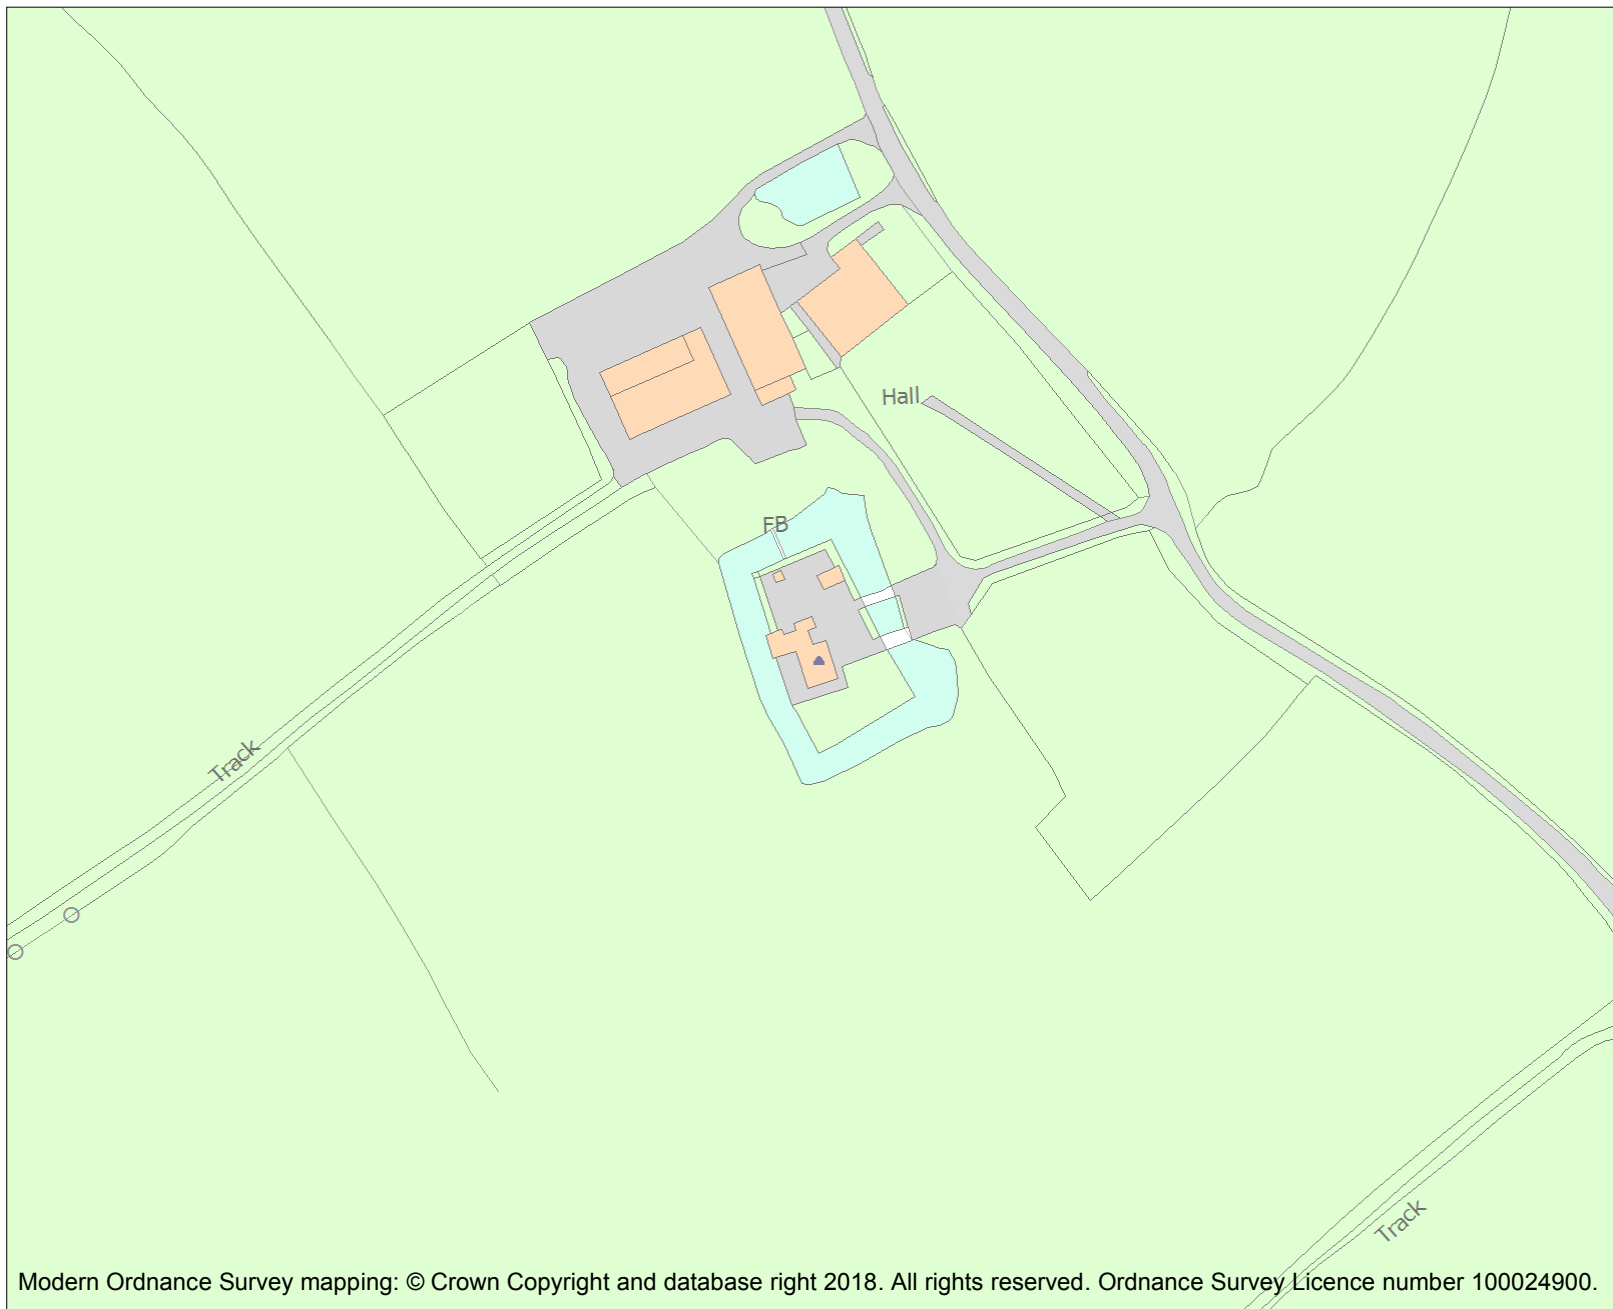 Hall
FB
Track
Track
Modern Ordnance Survey mapping: © Crown Copyright and database right 2018. All rights reserved. Ordnance Survey Licence number 100024900.